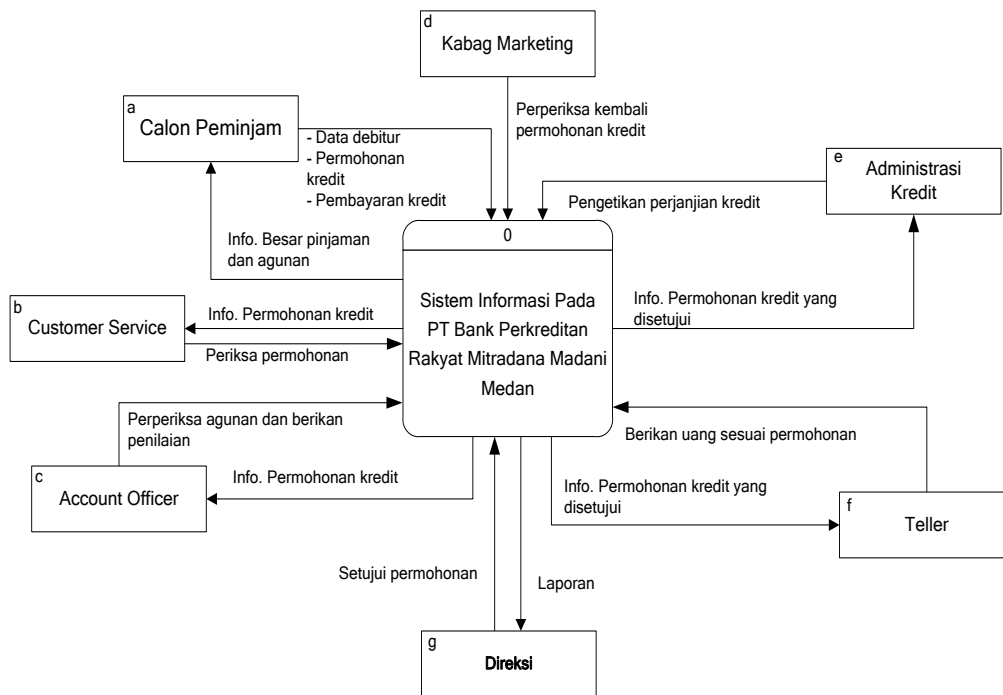 d
Kabag Marketing
Perperiksa kembali
permohonan kredit
a
Calon Peminjam
- Data debitur
- Permohonan
kredit
- Pembayaran kredit
e
Administrasi
Kredit
Pengetikan perjanjian kredit
Info. Besar pinjaman
dan agunan
0
Sistem Informasi Pada
PT Bank Perkreditan
Rakyat Mitradana Madani
Medan
Info. Permohonan kredit yang
disetujui
b
Customer Service
Info. Permohonan kredit
Periksa permohonan
Perperiksa agunan dan berikan
penilaian
c
Account Officer
Info. Permohonan kredit
Berikan uang sesuai permohonan
Info. Permohonan kredit yang
disetujui
f
Teller
Setujui permohonan
Laporan
g
Direksi